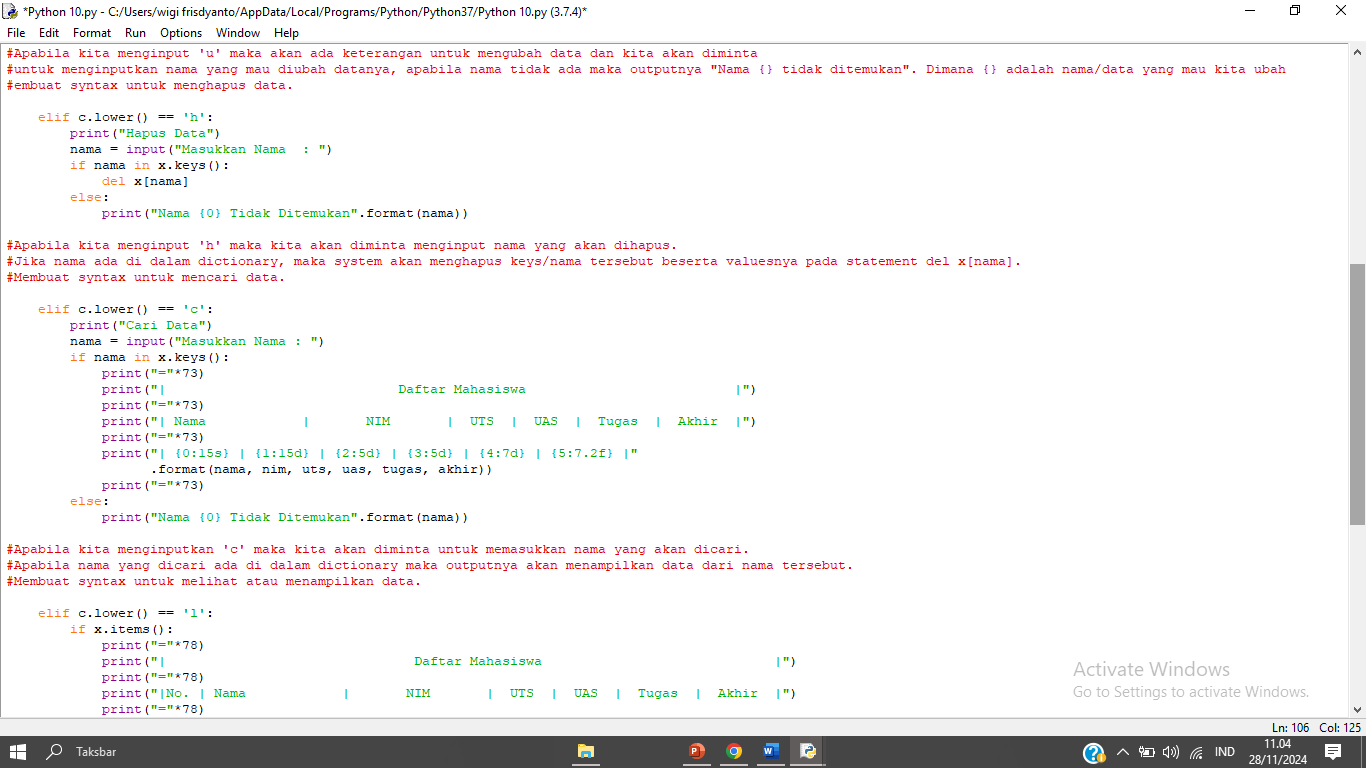 *Python 10.py - C:/Users/wigi frisdyanto/AppData/Local/Programs/Python/Python37/Python 10.py (3.7.4)*
File Edit Format Run Options Window Help
#Apabila kita menginput 'u' maka akan ada keterangan untuk mengubah data dan kita akan diminta
#untuk menginputkan nama yang mau diubah datanya, apabila nama tidak ada maka outputnya "Nama {} tidak ditemukan". Dimana {} adalah nama/data yang mau kita ubah
#embuat syntax untuk menghapus data.
    elif c.lower() == 'h':
        print("Hapus Data")
        nama = input("Masukkan Nama  : ")
        if nama in x.keys():
            del x[nama]
        else:
            print("Nama {0} Tidak Ditemukan".format(nama))
#Apabila kita menginput 'h' maka kita akan diminta menginput nama yang akan dihapus.
#Jika nama ada di dalam dictionary, maka system akan menghapus keys/nama tersebut beserta valuesnya pada statement del x[nama].
#Membuat syntax untuk mencari data.
    elif c.lower() == 'c':
        print("Cari Data")
        nama = input("Masukkan Nama : ")
        if nama in x.keys():
            print("="*73)
            print("|                             Daftar Mahasiswa                          |")
            print("="*73)
            print("| Nama            |       NIM       |  UTS  |  UAS  |  Tugas  |  Akhir  |")
            print("="*73)
            print("| {0:15s} | {1:15d} | {2:5d} | {3:5d} | {4:7d} | {5:7.2f} |"
                  .format(nama, nim, uts, uas, tugas, akhir))
            print("="*73)
        else:
            print("Nama {0} Tidak Ditemukan".format(nama))
#Apabila kita menginputkan 'c' maka kita akan diminta untuk memasukkan nama yang akan dicari.
#Apabila nama yang dicari ada di dalam dictionary maka outputnya akan menampilkan data dari nama tersebut.
#Membuat syntax untuk melihat atau menampilkan data.
    elif c.lower() == 'l':
        if x.items():
            print("="*78)
            print("|                               Daftar Mahasiswa                             |")
            print("="*78)
            print("|No. | Nama            |       NIM       |  UTS  |  UAS  |  Tugas  |  Akhir  |")
            print("="*78)
Activate Windows
Go to Settings to activate Windows.
Ln: 106 Col: 125
Taksbar
IND
11.04
28/11/2024